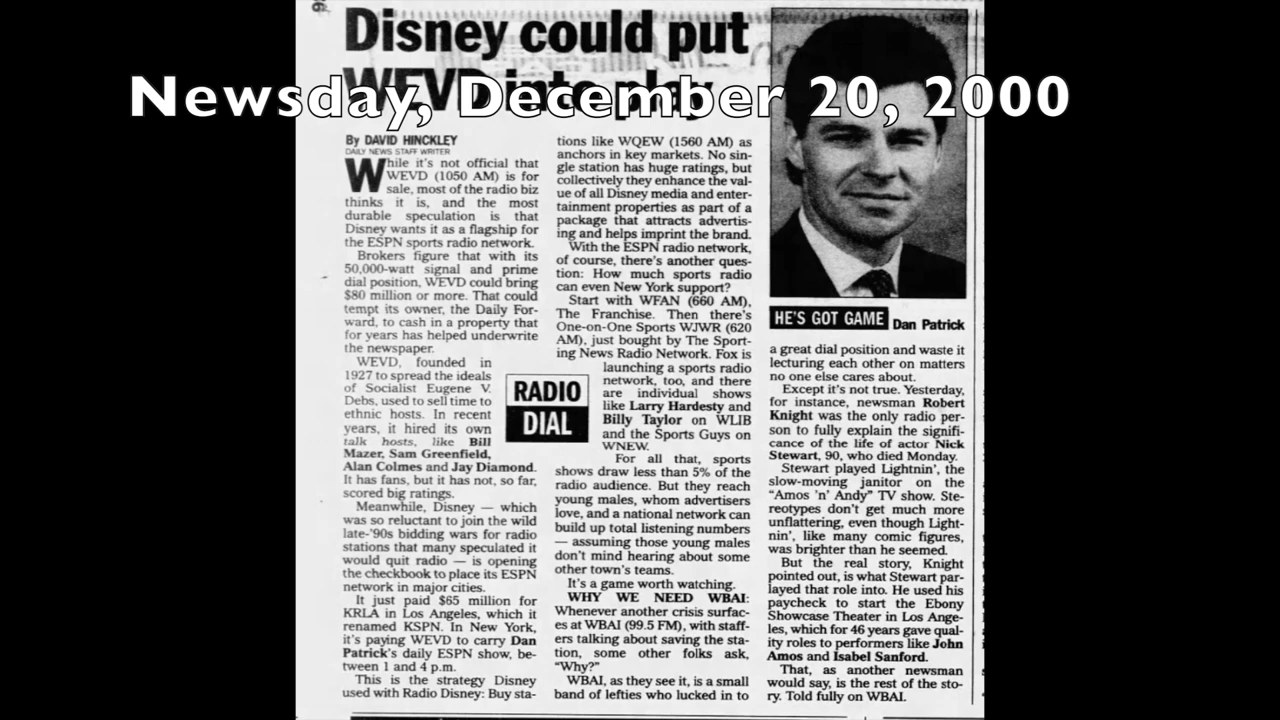 Disney could put
WEVD into play
Newsday, December 20, 2000
By DAVID HINCKLEY
DAILY NEWS STAFF WRITER
While it's not official that
WEVD (1050 AM) is for
sale, most of the radio biz
thinks it is, and the most
durable speculation is that
Disney wants it as a flagship for
the ESPN sports radio network.
Brokers figure that with its
50,000-watt signal and prime
dial position, WEVD could bring
$80 million or more. That could
tempt its owner, the Daily For-
ward, to cash in a property that
for years has helped underwrite
the newspaper.
WEVD, founded in
1927 to spread the ideals
of Socialist Eugene V.
Debs, used to sell time to
ethnic hosts. In recent
years, it hired its own
talk hosts, like Bill
Mazer, Sam Greenfield,
Alan Colmes and Jay Diamond.
It has fans, but it has not, so far,
scored big ratings.
Meanwhile, Disney — which
was so reluctant to join the wild
late-'90s bidding wars for radio
stations that many speculated it
would quit radio — is opening
the checkbook to place its ESPN
network in major cities.
It just paid $65 million for
KRLA in Los Angeles, which it
renamed KSPN. In New York,
it's paying WEVD to carry Dan
Patrick's daily ESPN show, be-
tween 1 and 4 p.m.
This is the strategy Disney
used with Radio Disney: Buy sta-
tions like WQEW (1560 AM) as
anchors in key markets. No sin-
gle station has huge ratings, but
collectively they enhance the val-
ue of all Disney media and enter-
tainment properties as part of a
package that attracts advertis-
ing and helps imprint the brand.
With the ESPN radio network,
of course, there's another ques-
tion: How much sports radio
can even New York support?
Start with WFAN (660 AM),
The Franchise. Then there's
One-on-One Sports WJWR (620
AM), just bought by The Sport-
ing News Radio Network. Fox is
launching a sports radio
network, too, and there
are individual shows
like Larry Hardesty and
Billy Taylor on WLIB
and the Sports Guys on
WNEW.
For all that, sports
shows draw less than 5% of the
radio audience. But they reach
young males, whom advertisers
love, and a national network can
build up total listening numbers
— assuming those young males
don't mind hearing about some
other town's teams.
It's a game worth watching.
WHY WE NEED WBAI:
Whenever another crisis surfac-
es at WBAI (99.5 FM), with staff-
ers talking about saving the sta-
tion, some other folks ask,
"Why?"
WBAI, as they see it, is a small
band of lefties who lucked in to
RADIO
DIAL
HE'S GOT GAME Dan Patrick
a great dial position and waste it
lecturing each other on matters
no one else cares about.
Except it's not true. Yesterday,
for instance, newsman Robert
Knight was the only radio per-
son to fully explain the signifi-
cance of the life of actor Nick
Stewart, 90, who died Monday.
Stewart played Lightnin', the
slow-moving janitor on the
"Amos 'n' Andy" TV show. Ste-
reotypes don't get much more
unflattering, even though Light-
nin', like many comic figures,
was brighter than he seemed.
But the real story, Knight
pointed out, is what Stewart par-
layed that role into. He used his
paycheck to start the Ebony
Showcase Theater in Los Ange-
les, which for 46 years gave qual-
ity roles to performers like John
Amos and Isabel Sanford.
That, as another newsman
would say, is the rest of the sto-
ry. Told fully on WBAI.